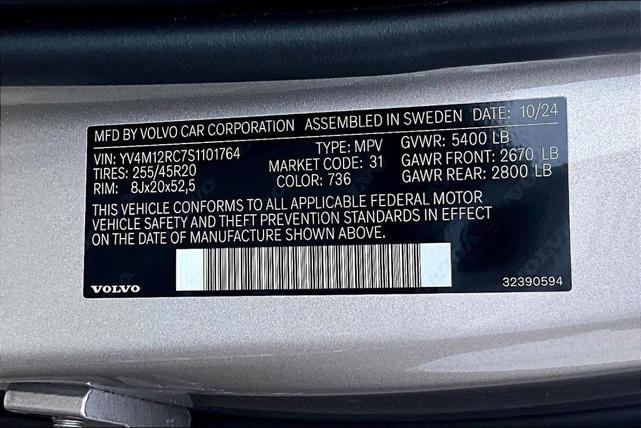 MFD BY VOLVO CAR CORPORATION ASSEMBLED IN SWEDEN DATE: 10/24
VIN: YV4M12RC7S1101764 TYPE: MPV GVWR: 5400 LB
TIRES: 255/45R20 MARKET CODE: 31 GAWR FRONT: 2670 LB
RIM: 8Jx20x52,5 COLOR: 736 GAWR REAR: 2800 LB
THIS VEHICLE CONFORMS TO ALL APPLICABLE FEDERAL MOTOR
VEHICLE SAFETY AND THEFT PREVENTION STANDARDS IN EFFECT
ON THE DATE OF MANUFACTURE SHOWN ABOVE.
VOLVO 32390594